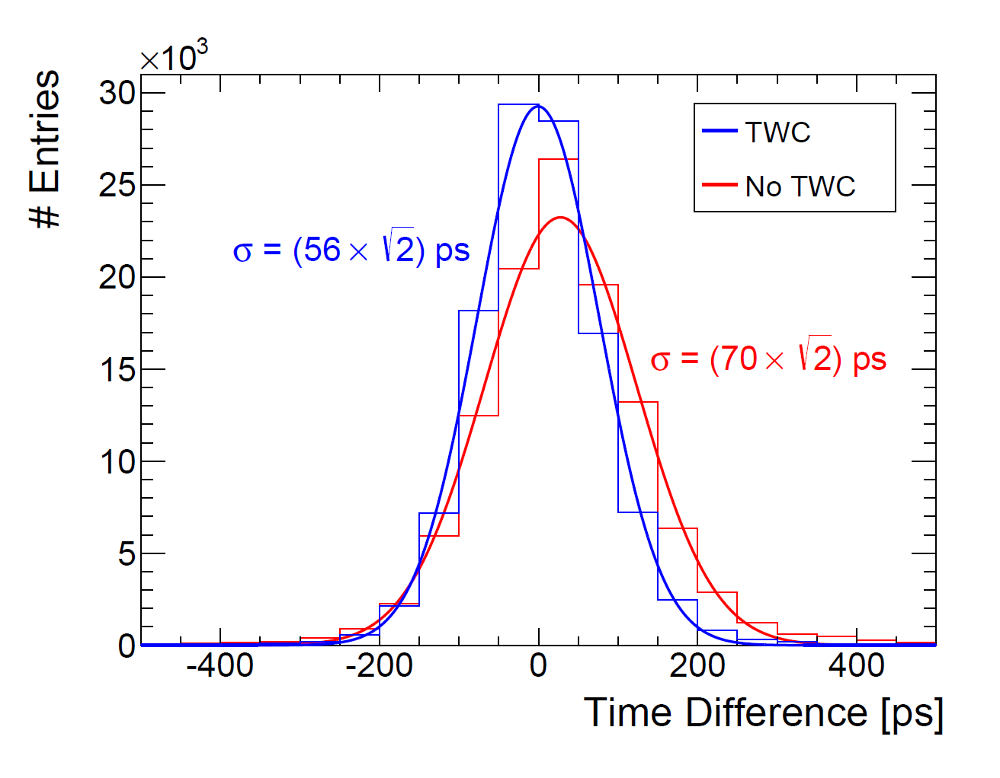 ×10³
# Entries
30
25
20
15
10
5
0
TWC
No TWC
σ = (56 × √2) ps
σ = (70 × √2) ps
-400 -200 0 200 400
Time Difference [ps]